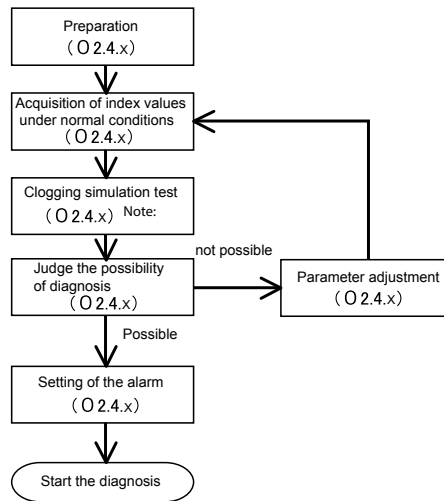 Preparation
(O 2.4.x)
Acquisition of index values
under normal conditions
(O 2.4.x)
Clogging simulation test
(O 2.4.x) Note:
not possible
Judge the possibility
of diagnosis
(O 2.4.x)
Parameter adjustment
(O 2.4.x)
Possible
Setting of the alarm
(O 2.4.x)
Start the diagnosis